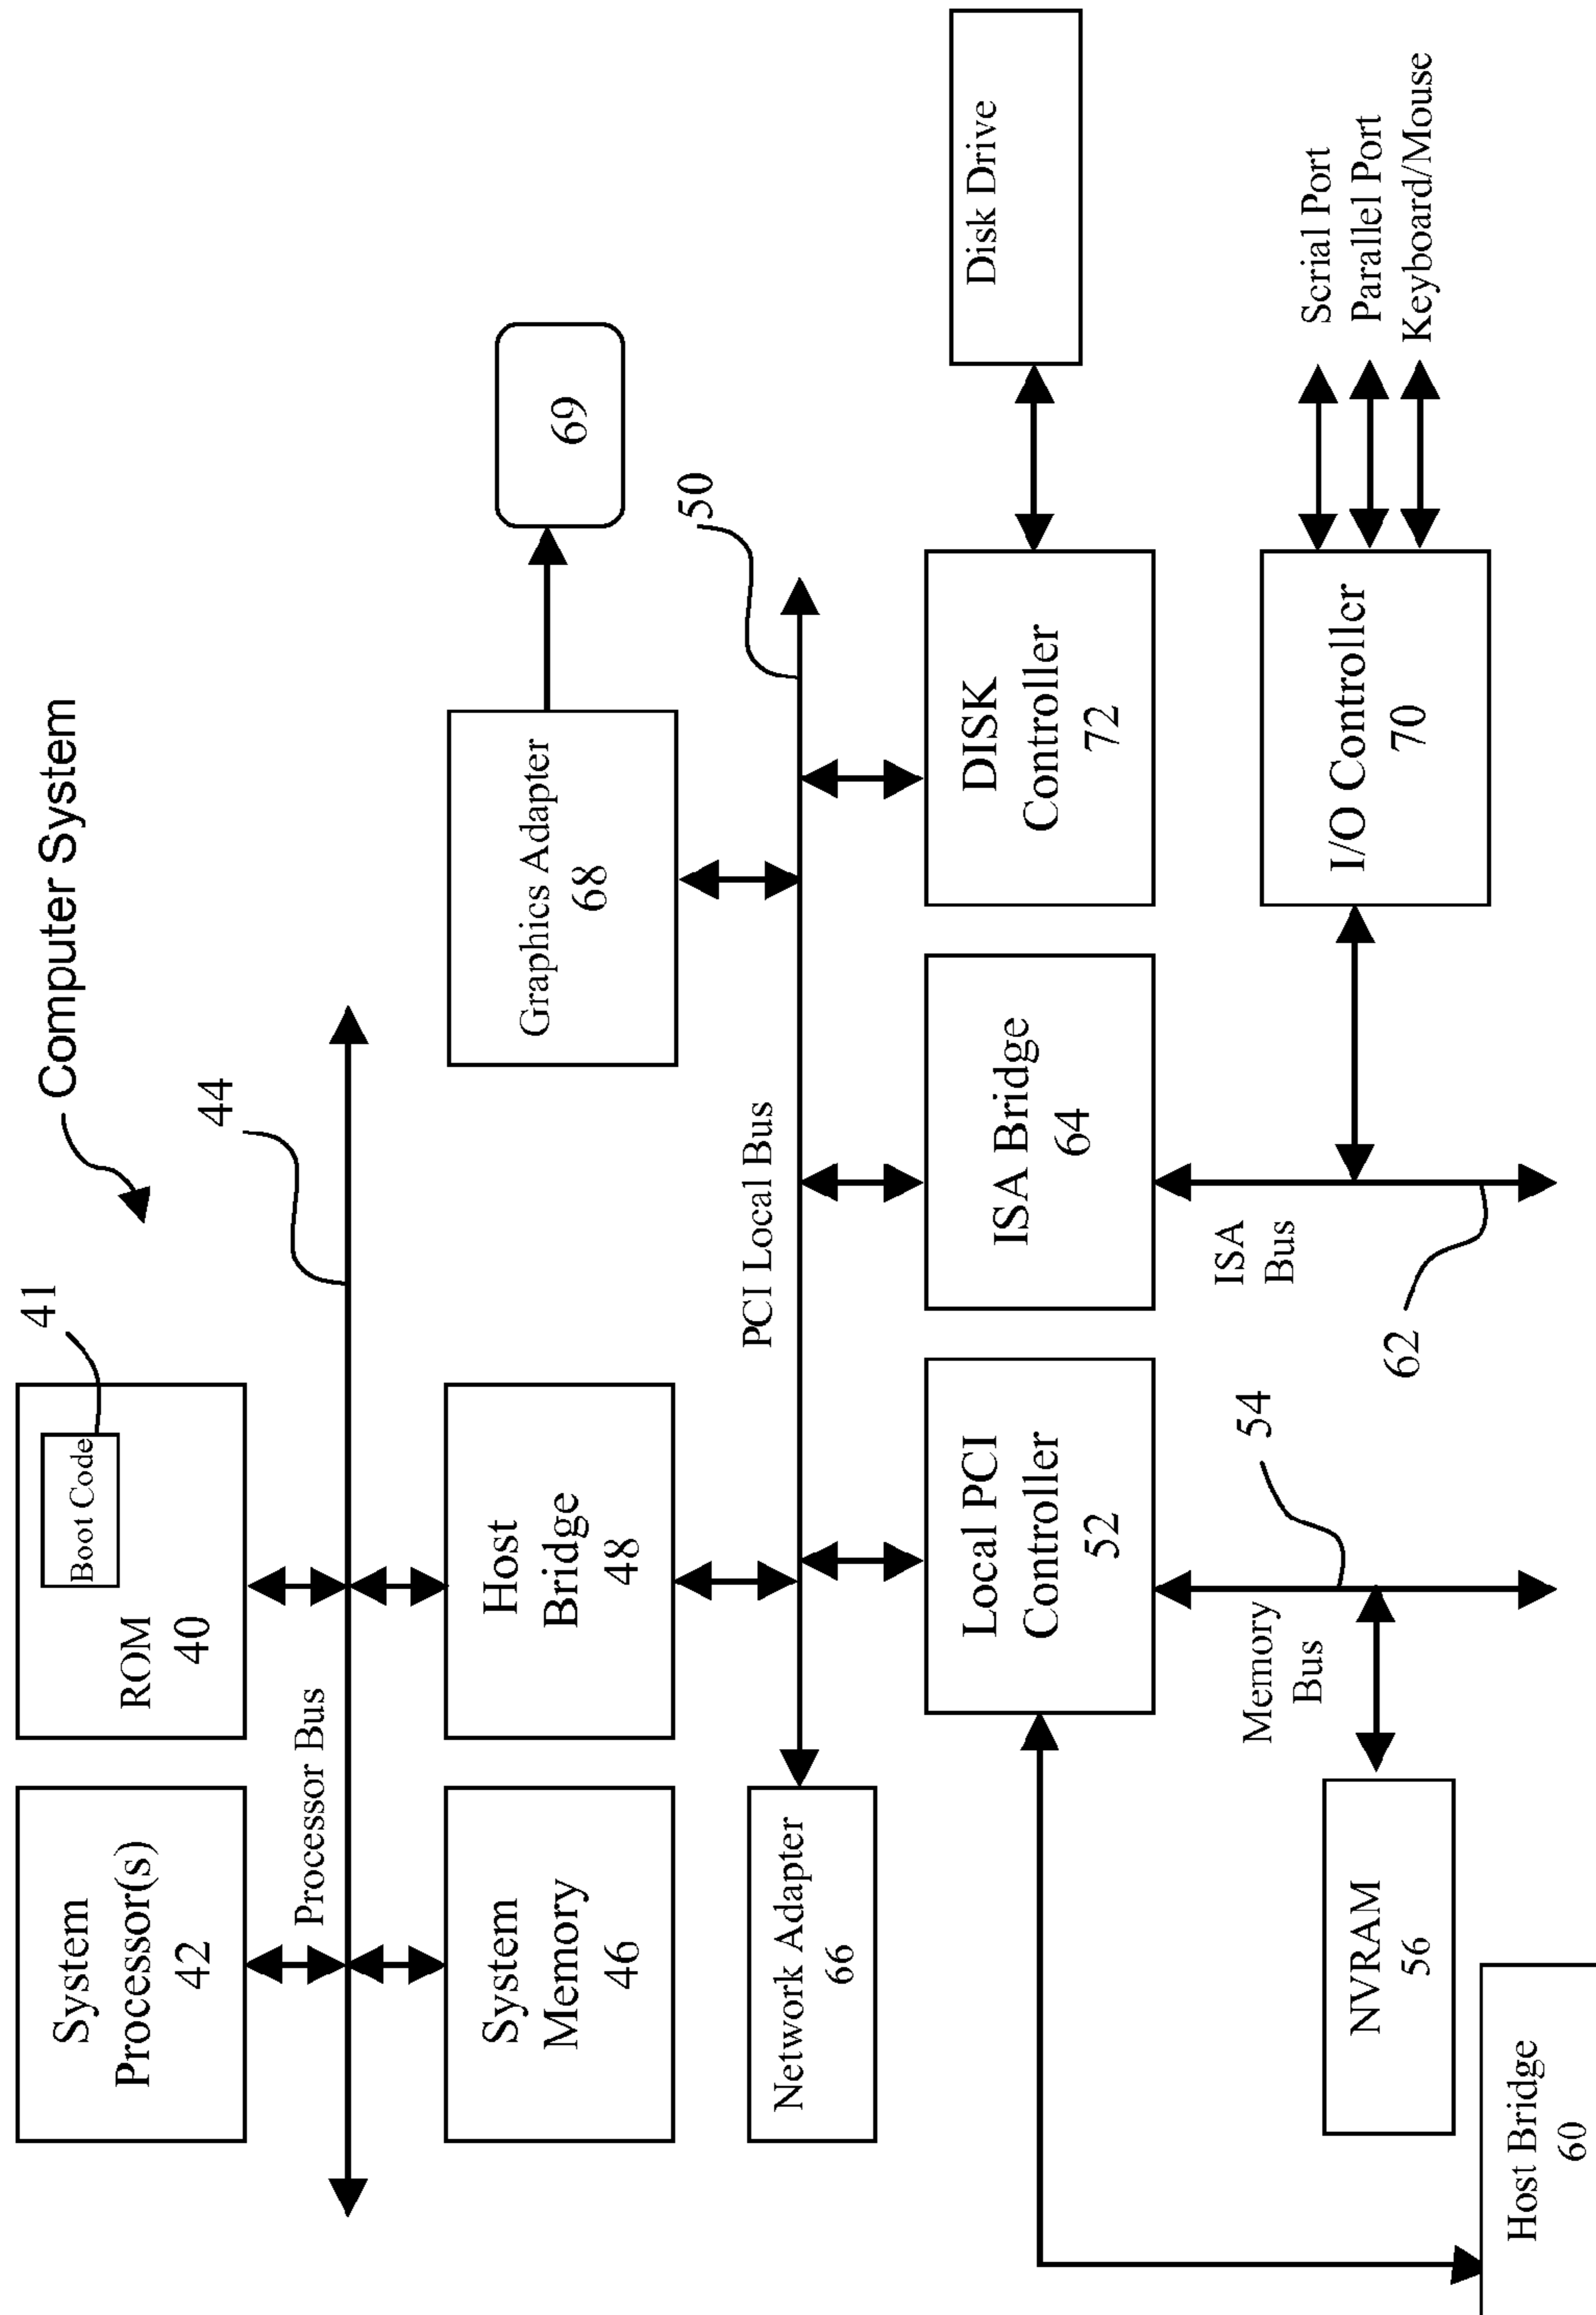 Computer System
41
System
Processor(s)
42
Boot Code
ROM
40
44
Processor Bus
System
Memory
46
Host
Bridge
48
Graphics Adapter
68
69
50
PCI Local Bus
Network Adapter
66
Local PCI
Controller
52
ISA Bridge
64
DISK
Controller
72
Disk Drive
Memory
Bus
54
ISA
Bus
62
I/O Controller
70
Serial Port
Parallel Port
Keyboard/Mouse
NVRAM
56
Host Bridge
60